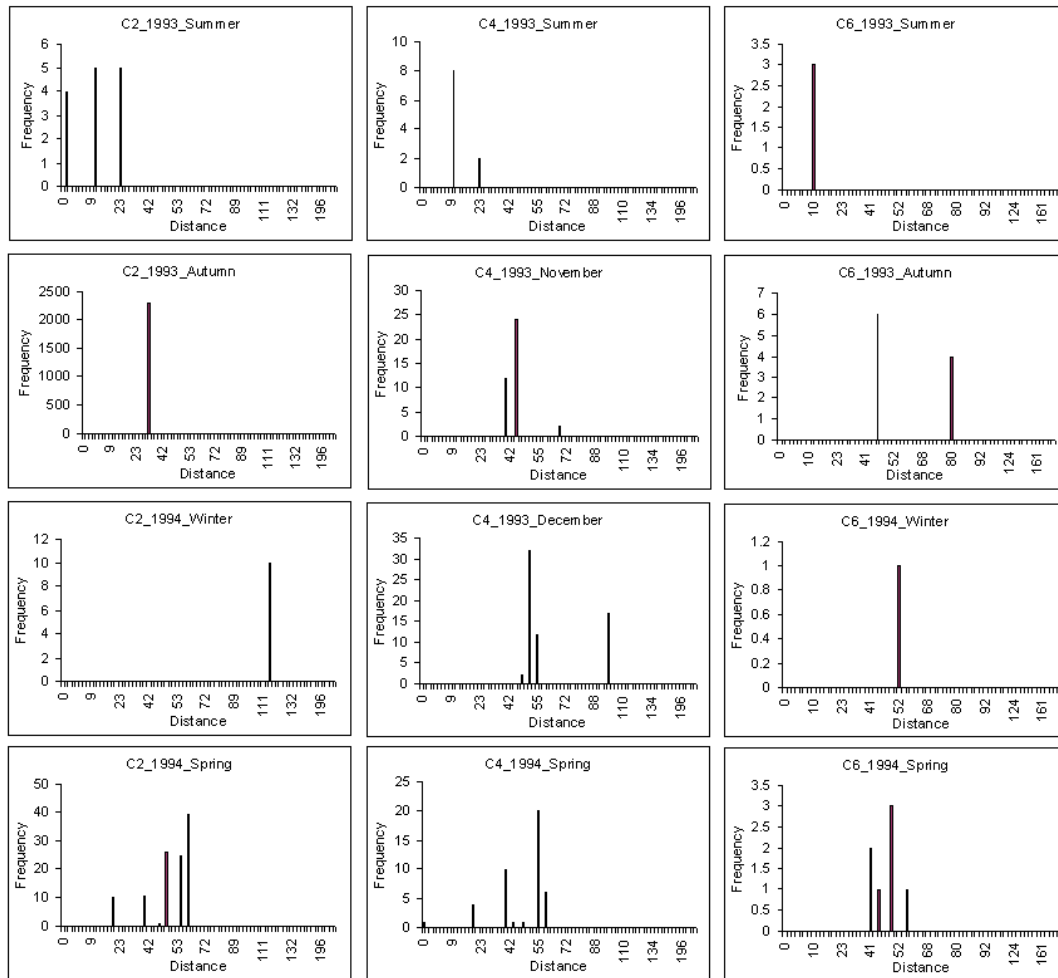 C2_1993_Summer
Frequency
6
5
4
3
2
1
0
0 9 23 42 53 72 89 111 132 196
Distance
C4_1993_Summer
Frequency
10
8
6
4
2
0
0 9 23 42 55 72 88 110 134 196
Distance
C6_1993_Summer
Frequency
3.5
3
2.5
2
1.5
1
0.5
0
0 10 23 41 52 68 80 92 124 161
Distance
C2_1993_Autumn
Frequency
2500
2000
1500
1000
500
0
0 9 23 42 53 72 89 111 132 196
Distance
C4_1993_November
Frequency
30
25
20
15
10
5
0
0 9 23 42 55 72 88 110 134 196
Distance
C6_1993_Autumn
Frequency
7
6
5
4
3
2
1
0
0 10 23 41 52 68 80 92 124 161
Distance
C2_1994_Winter
Frequency
12
10
8
6
4
2
0
0 9 23 42 53 72 89 111 132 196
Distance
C4_1993_December
Frequency
35
30
25
20
15
10
5
0
0 9 23 42 55 72 88 110 134 196
Distance
C6_1994_Winter
Frequency
1.2
1
0.8
0.6
0.4
0.2
0
0 10 23 41 52 68 80 92 124 161
Distance
C2_1994_Spring
Frequency
50
40
30
20
10
0
0 9 23 42 53 72 89 111 132 196
Distance
C4_1994_Spring
Frequency
25
20
15
10
5
0
0 9 23 42 55 72 88 110 134 196
Distance
C6_1994_Spring
Frequency
3.5
3
2.5
2
1.5
1
0.5
0
0 10 23 41 52 68 80 92 124 161
Distance